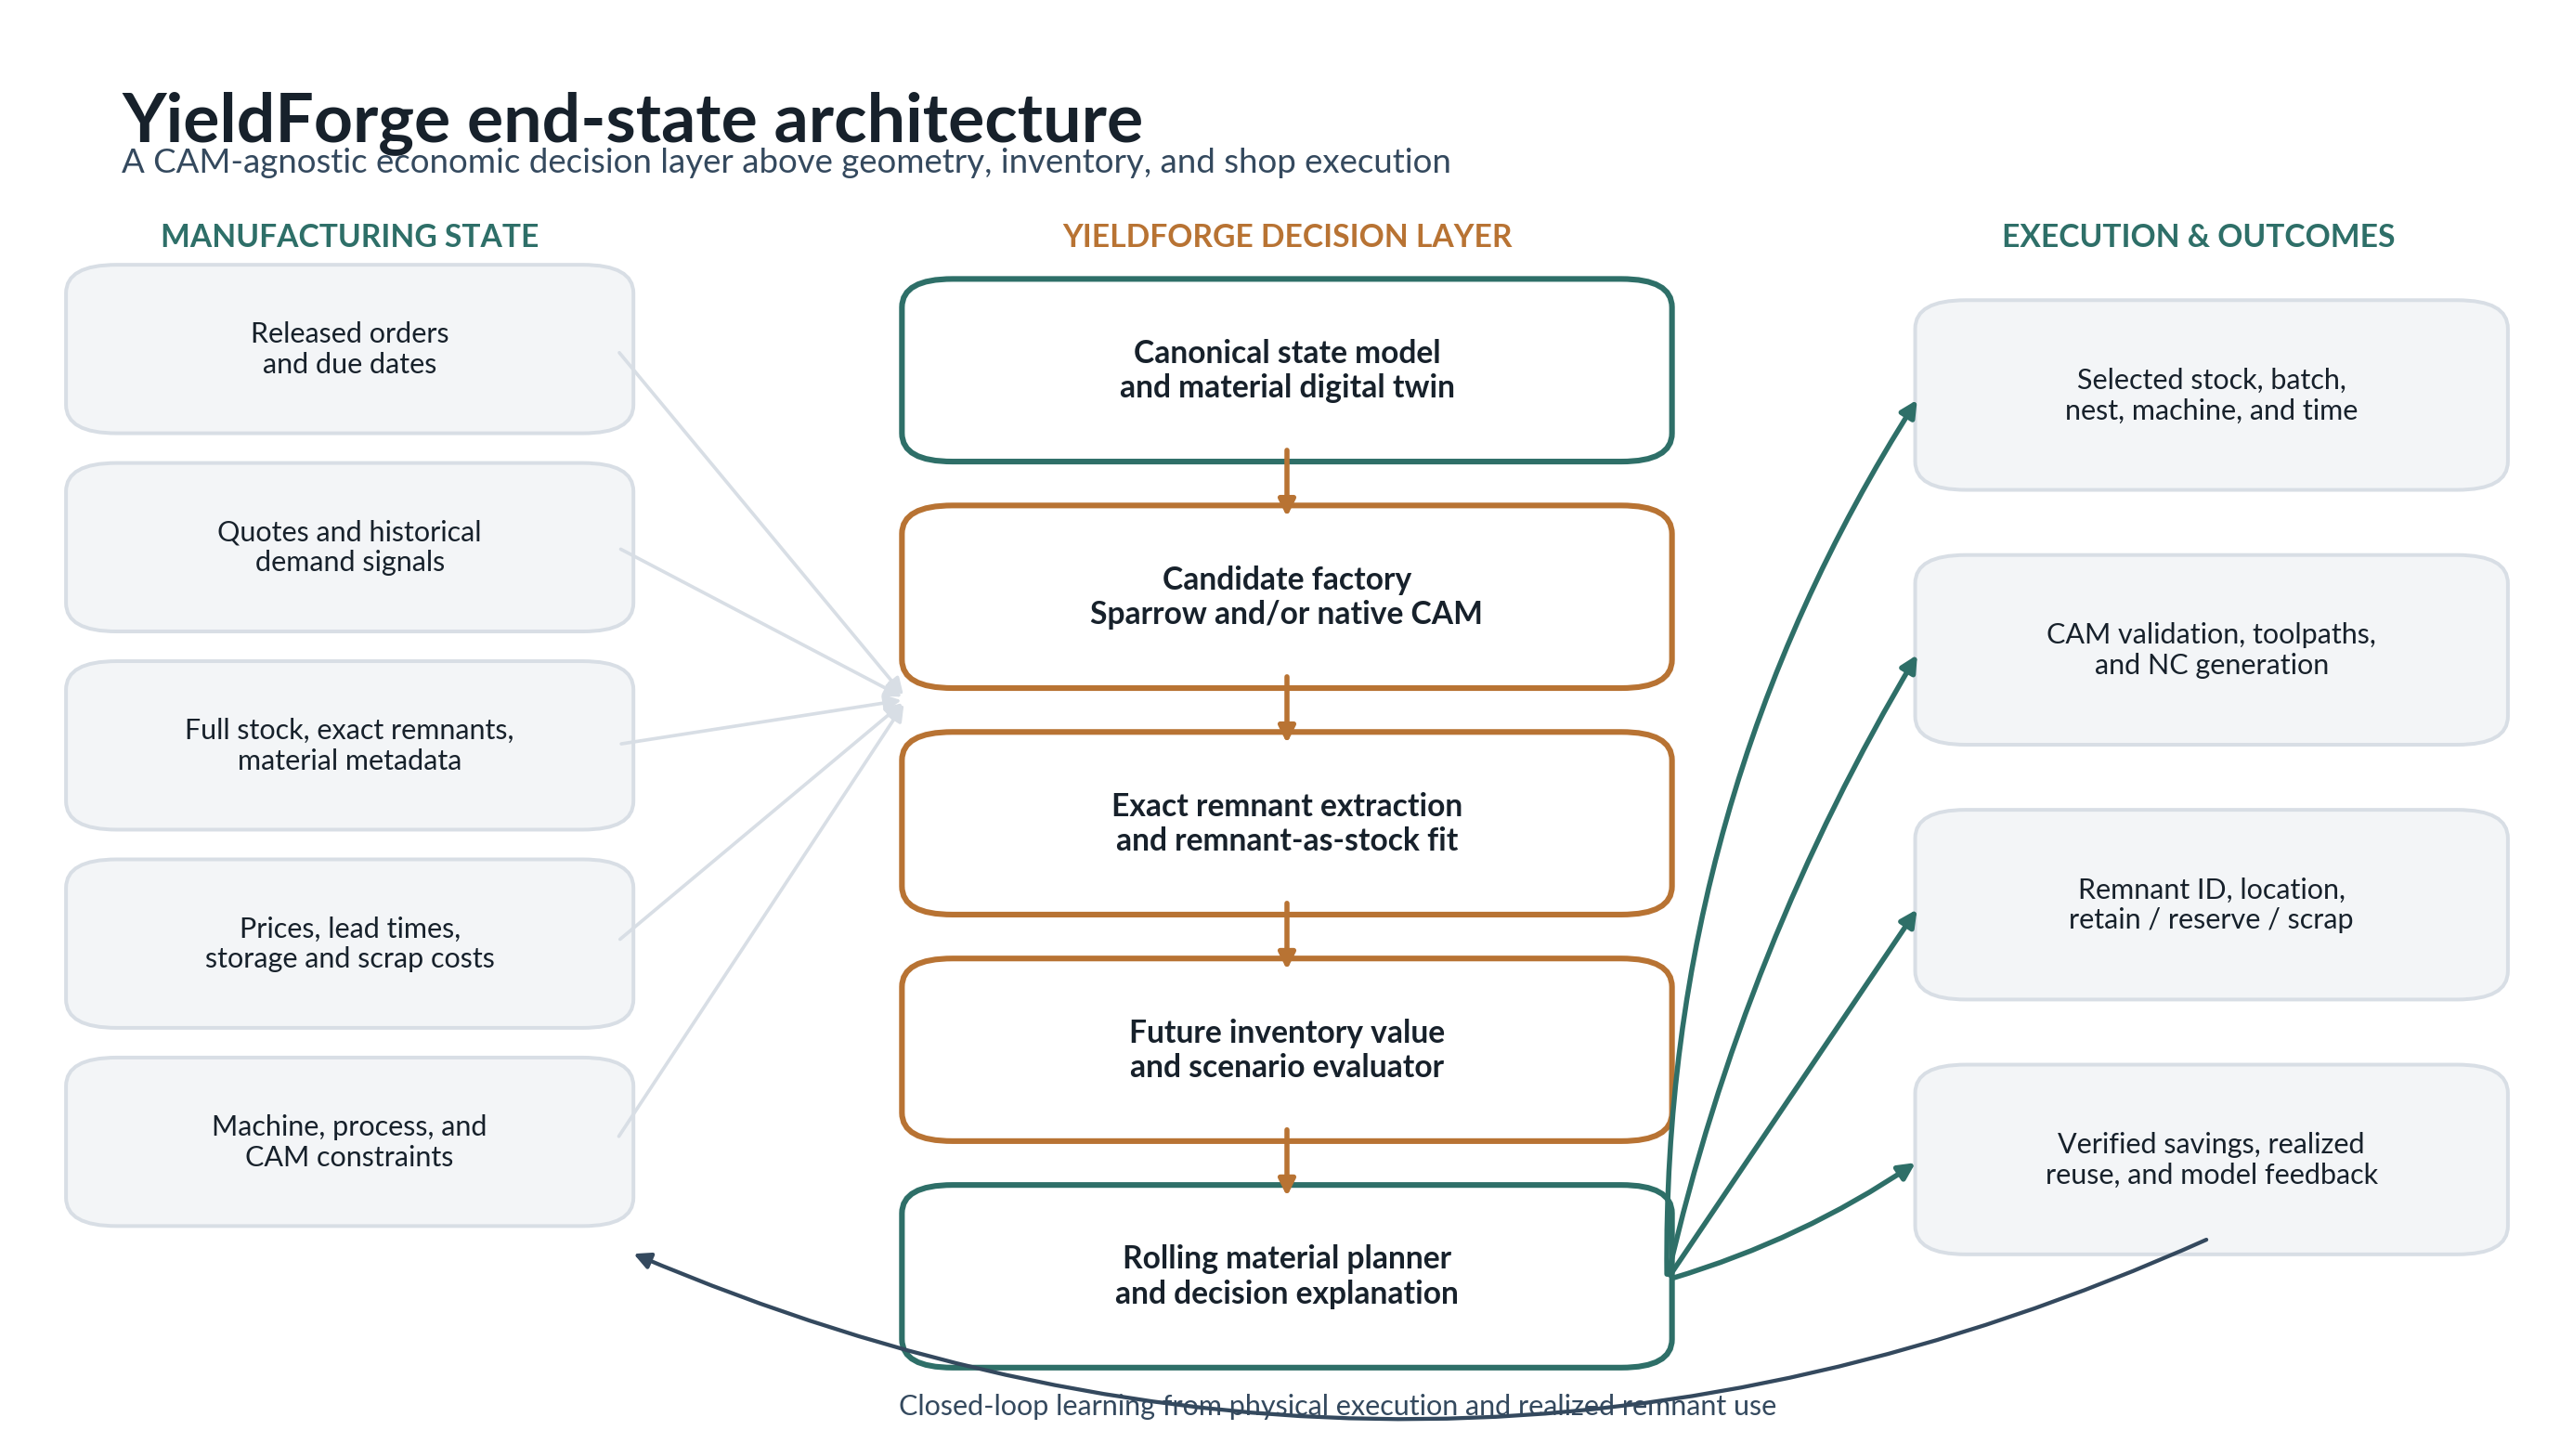 YieldForge end-state architecture
A CAM-agnostic economic decision layer above geometry, inventory, and shop execution
MANUFACTURING STATE
Released orders
and due dates
Quotes and historical
demand signals
Full stock, exact remnants,
material metadata
Prices, lead times,
storage and scrap costs
Machine, process, and
CAM constraints
YIELDFORGE DECISION LAYER
Canonical state model
and material digital twin
Candidate factory
Sparrow and/or native CAM
Exact remnant extraction
and remnant-as-stock fit
Future inventory value
and scenario evaluator
Rolling material planner
and decision explanation
EXECUTION & OUTCOMES
Selected stock, batch,
nest, machine, and time
CAM validation, toolpaths,
and NC generation
Remnant ID, location,
retain / reserve / scrap
Verified savings, realized
reuse, and model feedback
Closed-loop learning from physical execution and realized remnant use